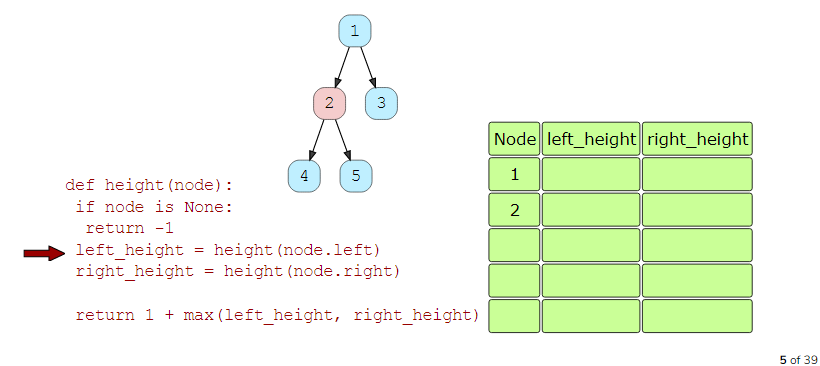 1
2 3
4 5
def height(node):
if node is None:
return -1
left_height = height(node.left)
right_height = height(node.right)
return 1 + max(left_height, right_height)
Node left_height right_height
1
2
5 of 39